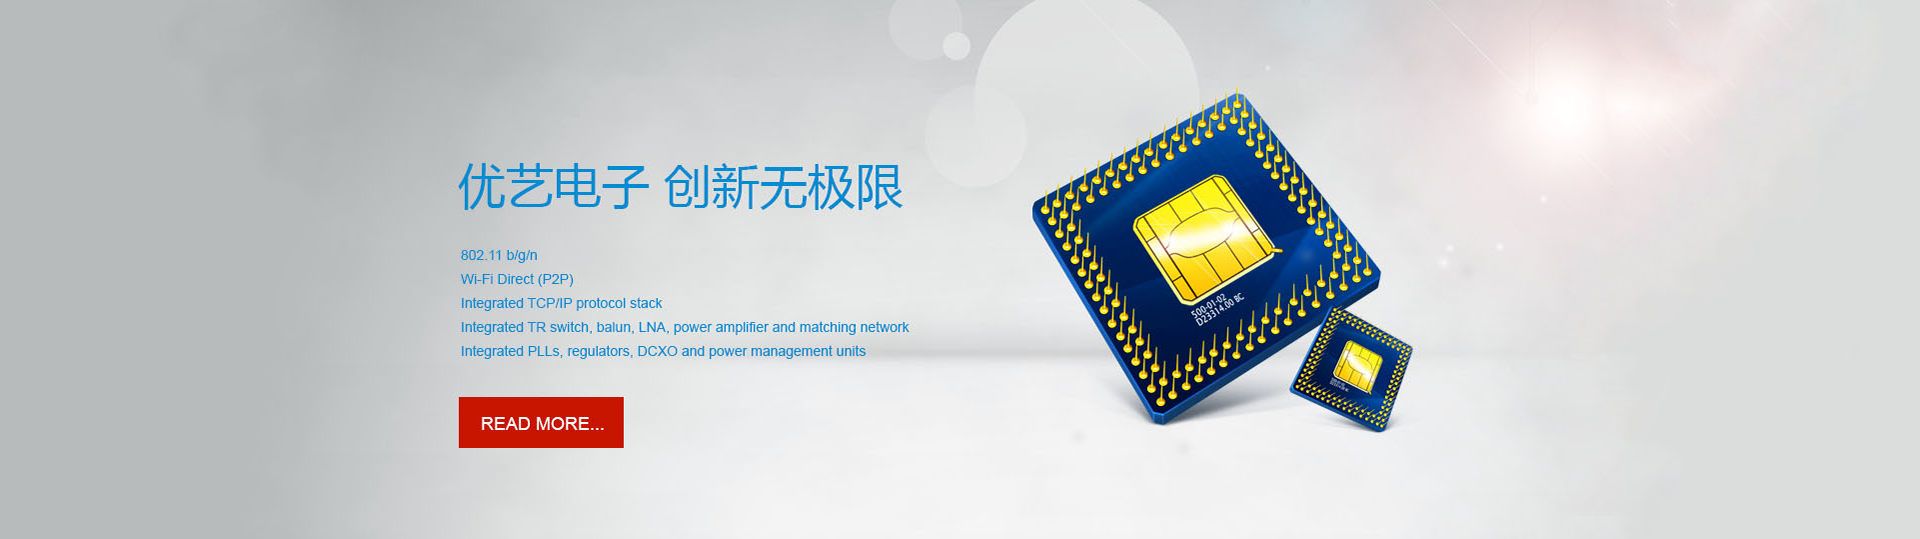 优艺电子 创新无极限
802.11 b/g/n
Wi-Fi Direct (P2P)
Integrated TCP/IP protocol stack
Integrated TR switch, balun, LNA, power amplifier and matching network
Integrated PLLs, regulators, DCXO and power management units
READ MORE...
500-01-02
D23314.00 BC